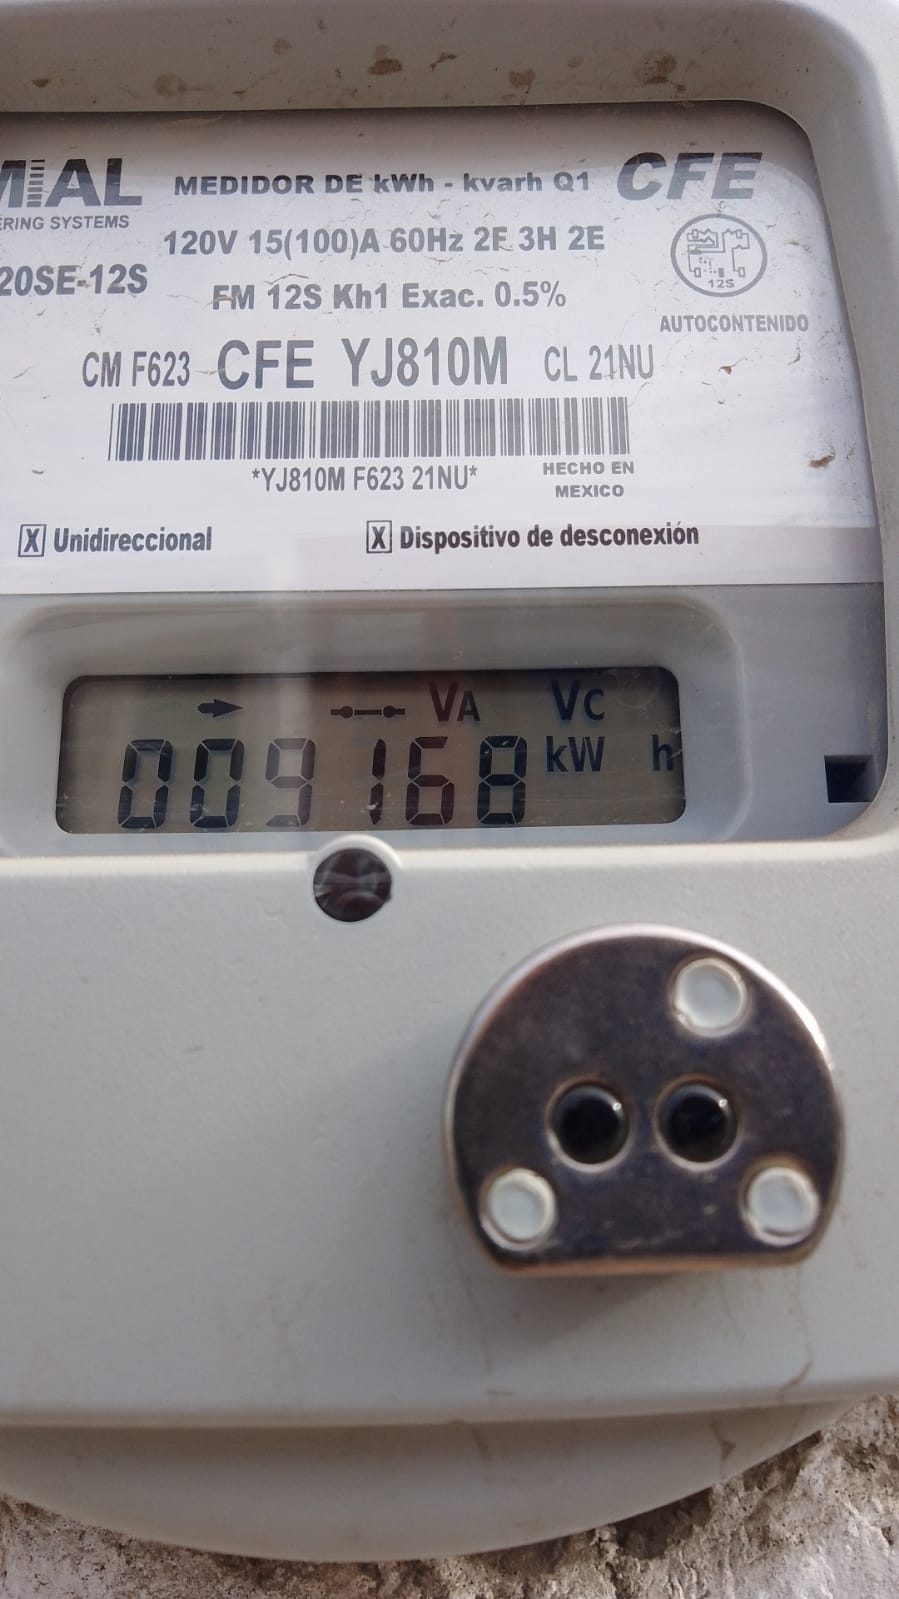 MEDIDOR DE kWh - kvarh Q1
CFE
SYSTEMS
120V 15(100)A 60Hz 2F 3H 2E
20SE-12S
FM 12S Kh1 Exac. 0.5%
12S
AUTOCONTENIDO
CM F623 CFE YJ810M CL 21NU
*YJ810M F623 21NU*
HECHO EN
MEXICO
X Unidireccional
X Dispositivo de desconexión
VA VC
009168 kW h